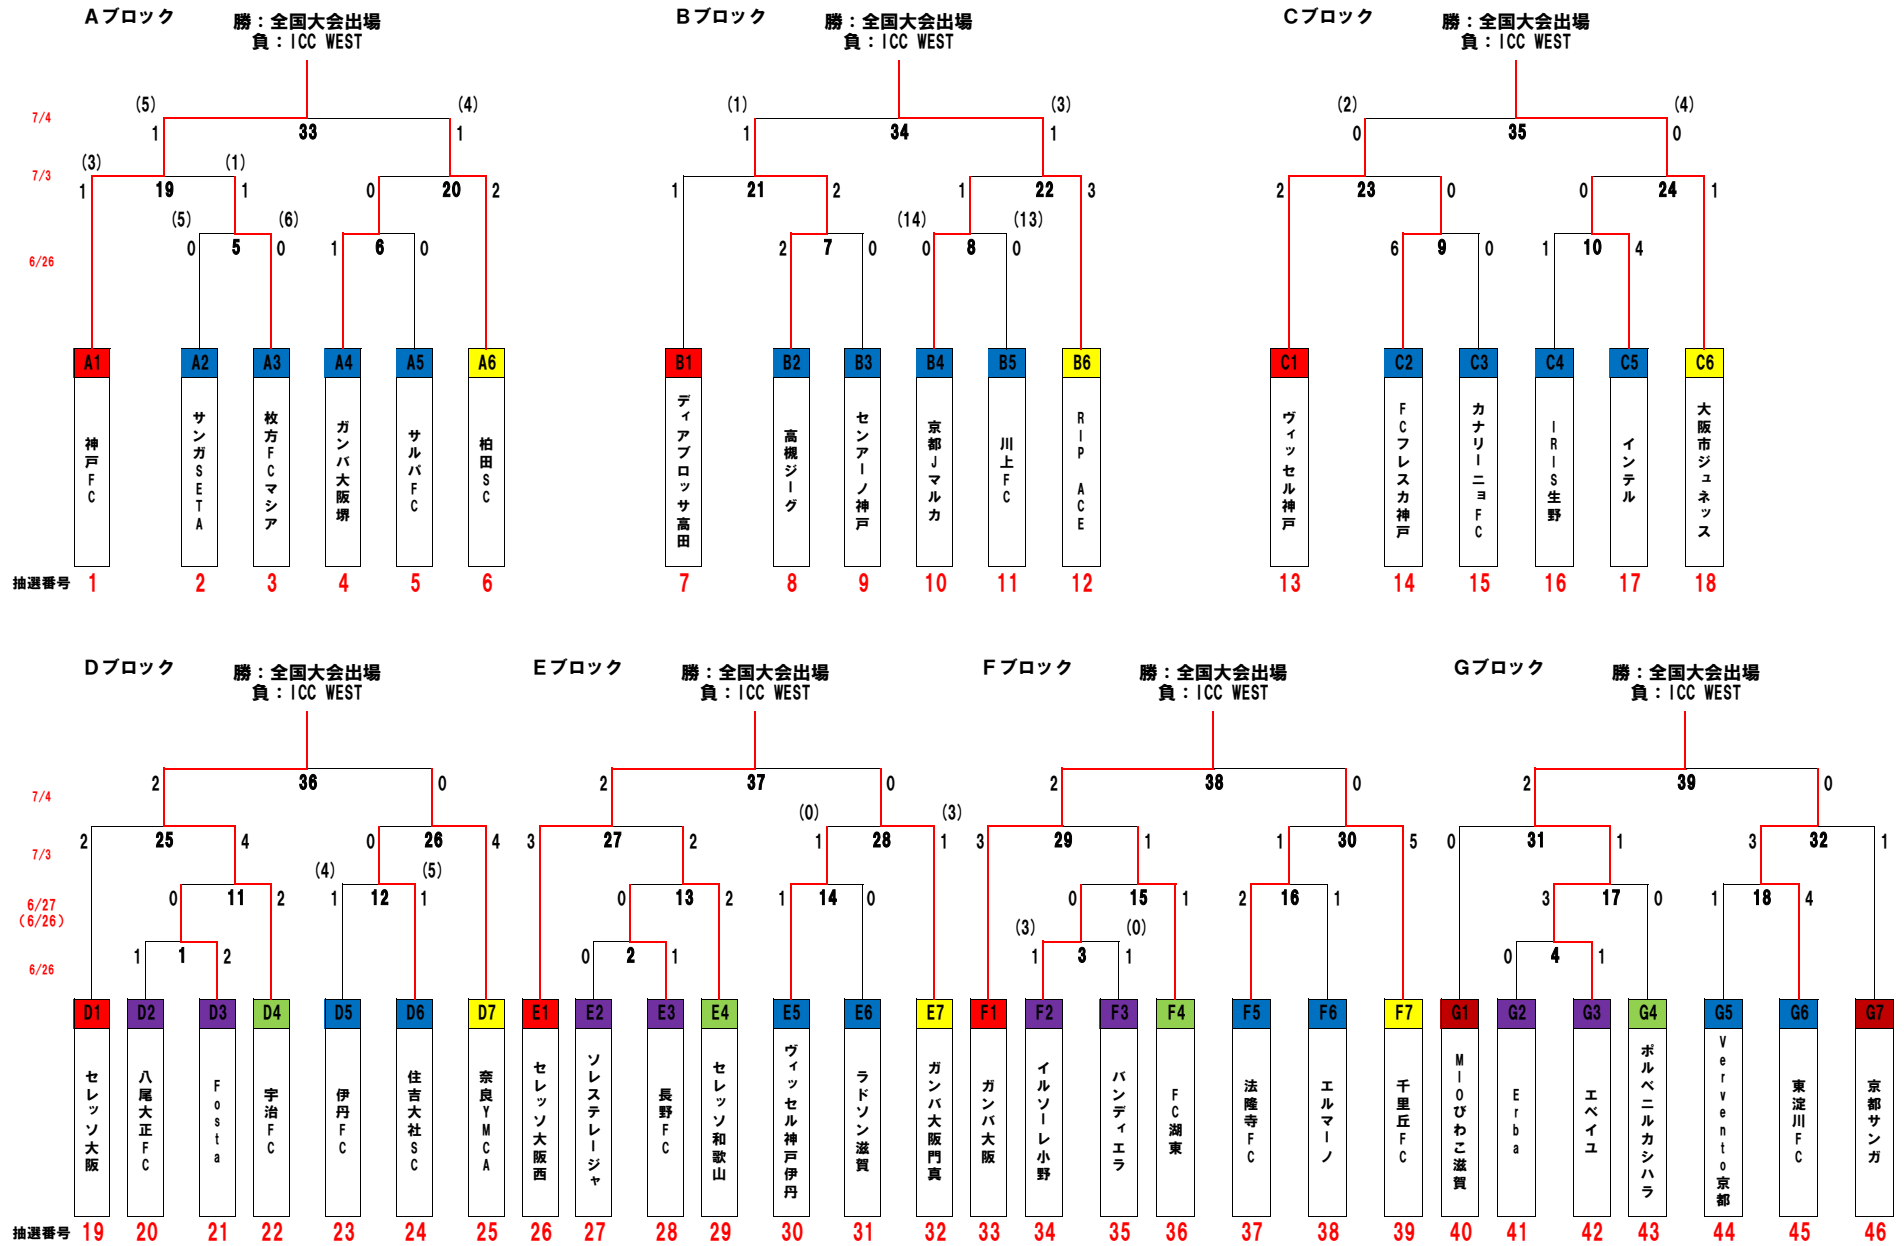 Aブロック 勝：全国大会出場 Bブロック 勝：全国大会出場 Cブロック 勝：全国大会出場
負：ICC WEST 負：ICC WEST 負：ICC WEST
(5) (4) (1) (3) (2) (4)
7/4 1 33 1 1 34 1 0 35 0
(3) (1)
7/3 1 19 1 0 20 2 1 21 2 1 22 3 2 23 0 0 24 1
(5) (6) (14) (13)
6/26 0 5 0 1 6 0 2 7 0 0 8 0 6 9 0 1 10 4
A1 A2 A3 A4 A5 A6 B1 B2 B3 B4 B5 B6 C1 C2 C3 C4 C5 C6
神戸FC
サンガSETA
枚方FCマシア
ガンバ大阪堺
サルバFC
柏田SC
ディアブロッサ高田
高槻ジーグ
センアーノ神戸
京都Jマルカ
川上FC
RIP ACE
ヴィッセル神戸
FCフレスカ神戸
カナリーニョFC
IRIS生野
インテル
大阪市ジュネッス
抽選番号 1 2 3 4 5 6 7 8 9 10 11 12 13 14 15 16 17 18
Dブロック 勝：全国大会出場 Eブロック 勝：全国大会出場 Fブロック 勝：全国大会出場 Gブロック 勝：全国大会出場
負：ICC WEST 負：ICC WEST 負：ICC WEST 負：ICC WEST
7/4 2 36 0 2 37 0 2 38 0 2 39 0
(0) (3)
7/3 2 25 4 0 26 4 3 27 2 1 28 1 3 29 1 1 30 5 0 31 1 3 32 1
(4) (5)
6/27 0 11 2 1 12 1 0 13 2 1 14 0 0 15 1 2 16 1 3 17 0 1 18 4
(6/26) (3) (0)
6/26 1 1 2 0 2 1 1 3 1 0 4 1
D1 D2 D3 D4 D5 D6 D7 E1 E2 E3 E4 E5 E6 E7 F1 F2 F3 F4 F5 F6 F7 G1 G2 G3 G4 G5 G6 G7
セレッソ大阪
八尾大正FC
Fosta
宇治FC
伊丹FC
住吉大社SC
奈良YMCA
セレッソ大阪西
ソレステレージャ
長野FC
セレッソ和歌山
ヴィッセル神戸伊丹
ラドソン滋賀
ガンバ大阪門真
ガンバ大阪
イルソーレ小野
バンディエラ
FC湖東
法隆寺FC
エルマーノ
千里丘FC
MIOびわこ滋賀
Erba
エベイユ
ポルベニルカシハラ
Vervento京都
東淀川FC
京都サンガ
抽選番号 19 20 21 22 23 24 25 26 27 28 29 30 31 32 33 34 35 36 37 38 39 40 41 42 43 44 45 46